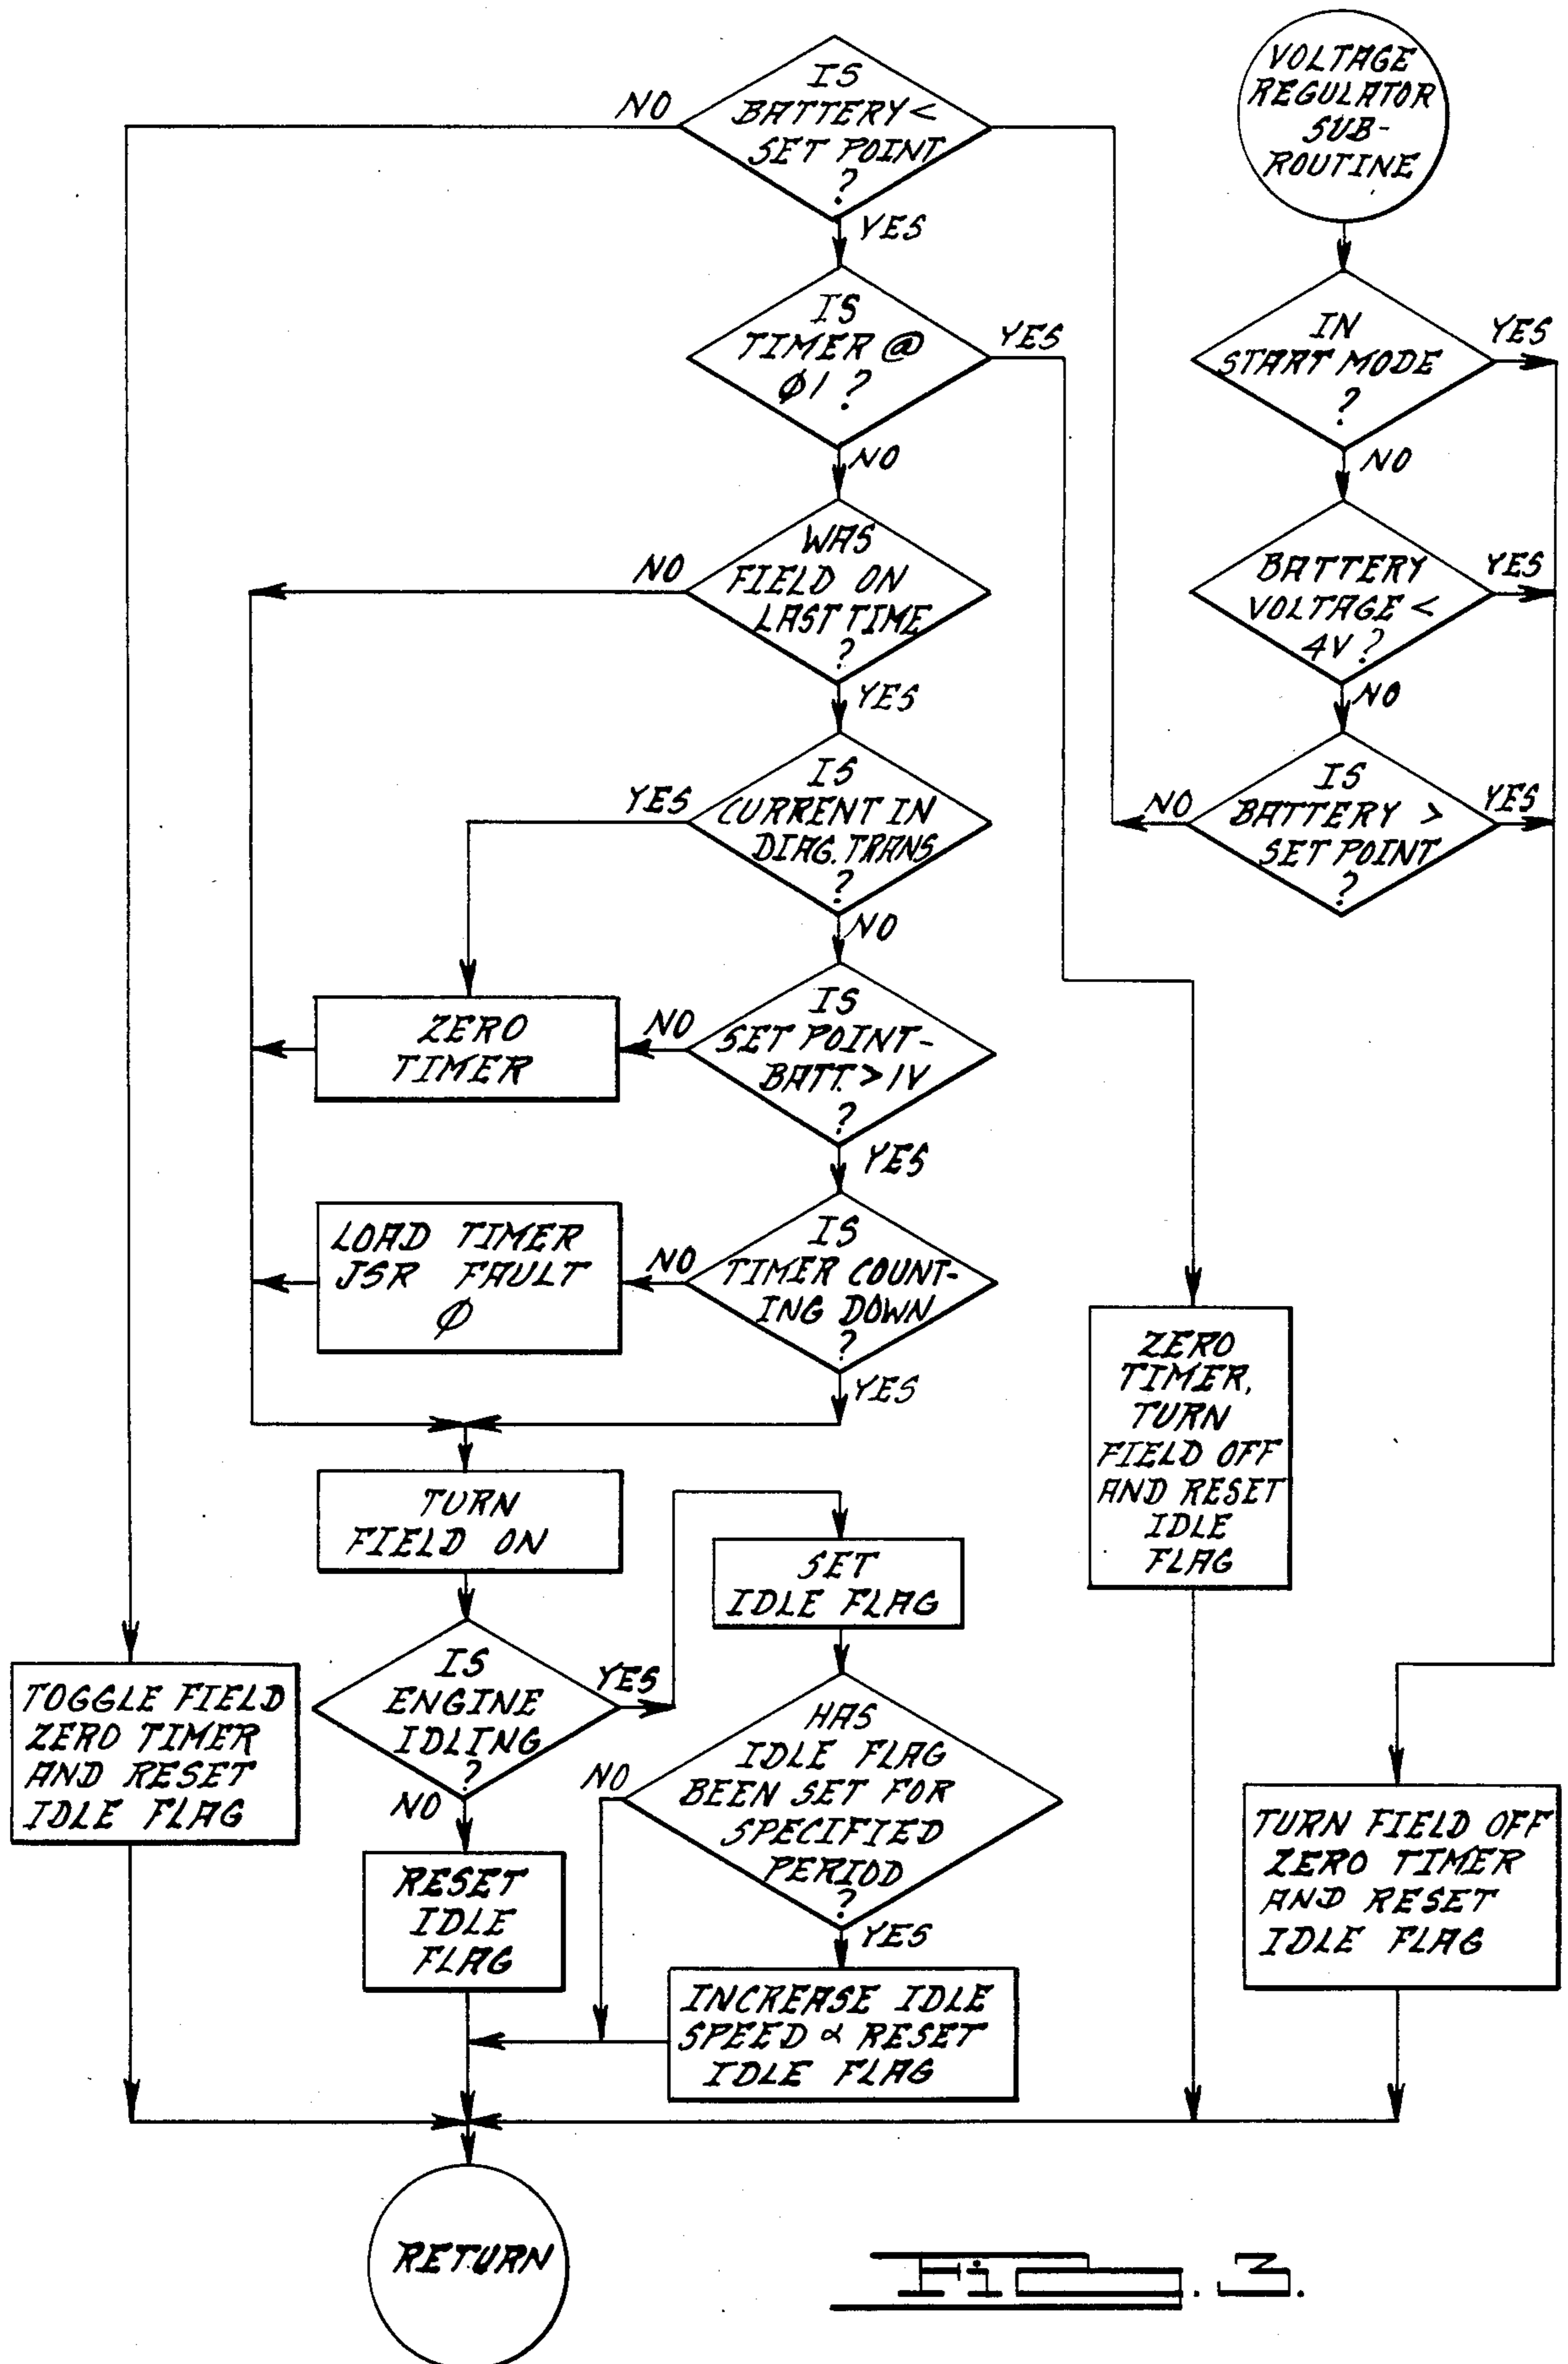 VOLTAGE
REGULATOR
SUB-
ROUTINE
IN
START MODE
?
YES
NO
BATTERY
VOLTAGE <
4V ?
YES
NO
IS
BATTERY >
SET POINT
?
YES
NO
IS
BATTERY <
SET POINT
?
NO
YES
IS
TIMER @
Ø1 ?
YES
NO
WAS
FIELD ON
LAST TIME
?
NO
YES
IS
CURRENT IN
DIAG. TRANS
?
YES
NO
IS
SET POINT-
BATT. > 1V
?
NO
YES
ZERO
TIMER
IS
TIMER COUNT-
ING DOWN
?
NO
YES
LOAD TIMER
JSR FAULT
Ø
TURN
FIELD ON
IS
ENGINE
IDLING
?
YES
NO
SET
IDLE FLAG
HAS
IDLE FLAG
BEEN SET FOR
SPECIFIED
PERIOD
?
NO
YES
RESET
IDLE
FLAG
INCREASE IDLE
SPEED & RESET
IDLE FLAG
TOGGLE FIELD
ZERO TIMER
AND RESET
IDLE FLAG
ZERO
TIMER,
TURN
FIELD OFF
AND RESET
IDLE
FLAG
TURN FIELD OFF
ZERO TIMER
AND RESET
IDLE FLAG
RETURN
Fig. 3.